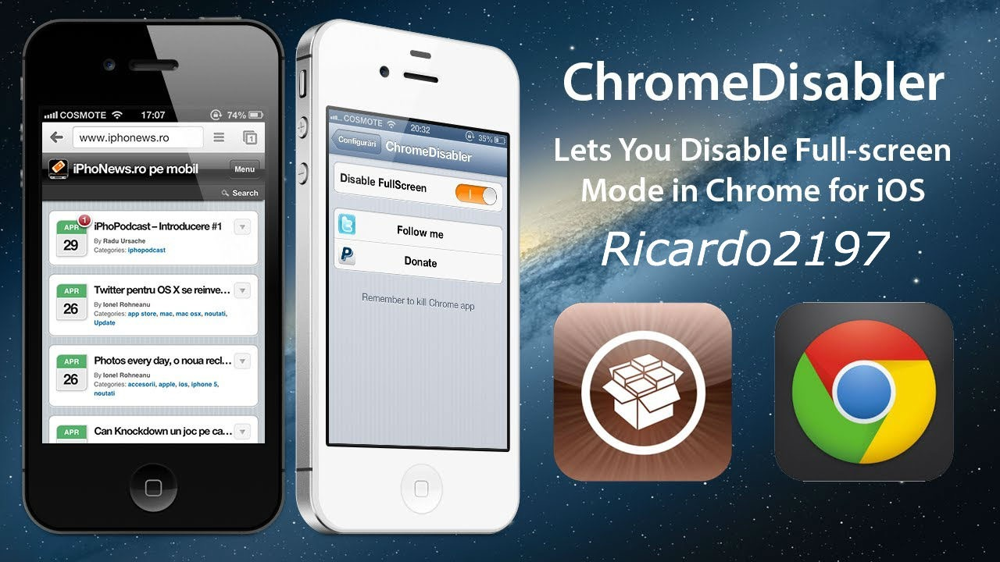 COSMOTE 17:07 74%
www.iphonews.ro 1
iPhoNews.ro pe mobil Menu
Search
APR 1
29
iPhoPodcast – Introducere #1
By Radu Ursache
Categories: iphopodcast
APR
26
Twitter pentru OS X se reinve...
By Ionel Rohneanu
Categories: app store, mac, mac osx, noutati,
Update
APR
26
Photos every day, o noua recl...
By Ionel Rohneanu
Categories: accesorii, apple, ios, iphone 5,
noutati
APR
Can Knockdown un joc pe ca...
COSMOTE 20:32 35%
Configurări ChromeDisabler
Disable FullScreen
Follow me
Donate
Remember to kill Chrome app
ChromeDisabler
Lets You Disable Full-screen
Mode in Chrome for iOS
Ricardo2197